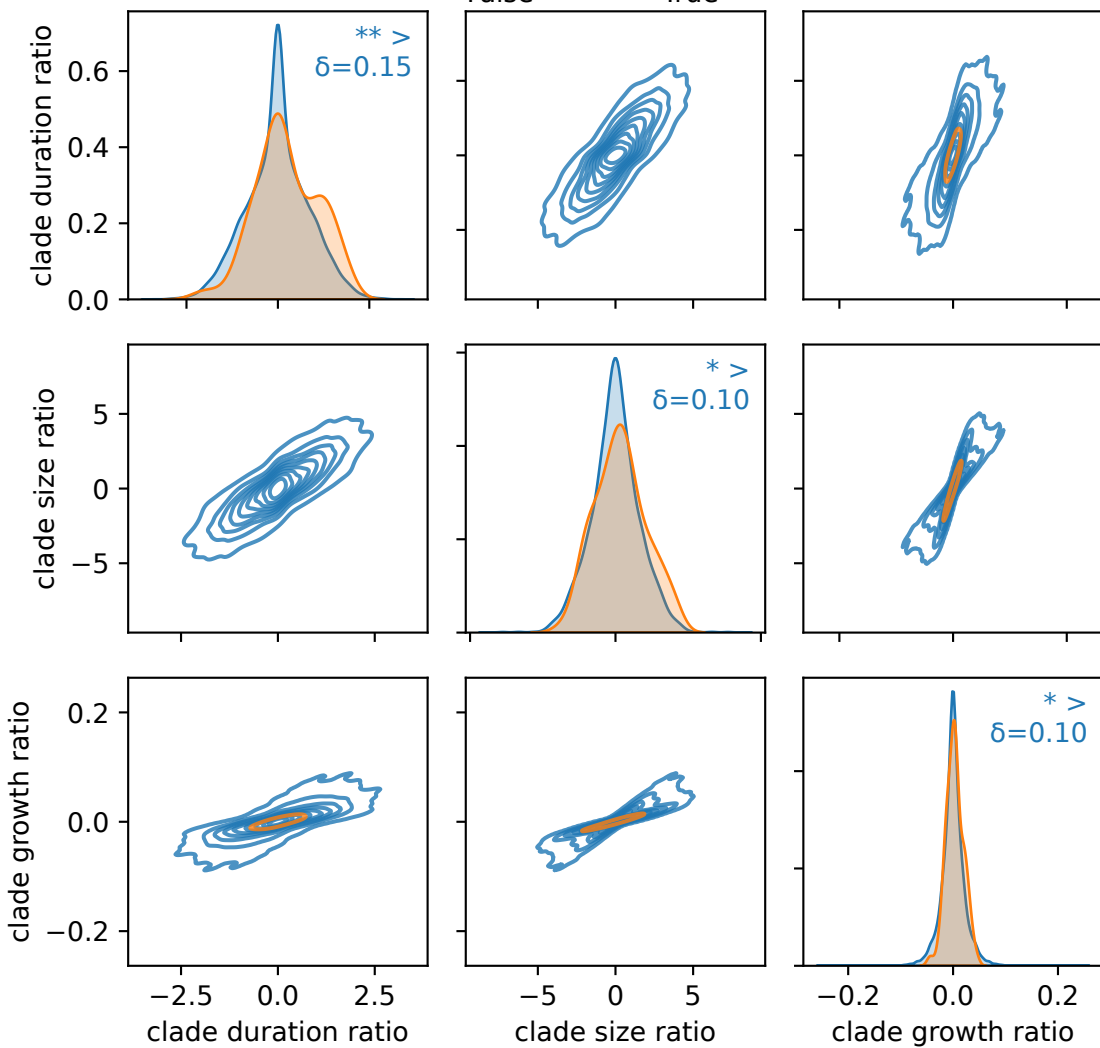 True
** >
δ=0.15
clade duration ratio
0.6
0.4
0.2
0.0
* >
δ=0.10
clade size ratio
5
0
−5
* >
δ=0.10
clade growth ratio
0.2
0.0
−0.2
−2.5 0.0 2.5
−5 0 5
−0.2 0.0 0.2
clade duration ratio
clade size ratio
clade growth ratio